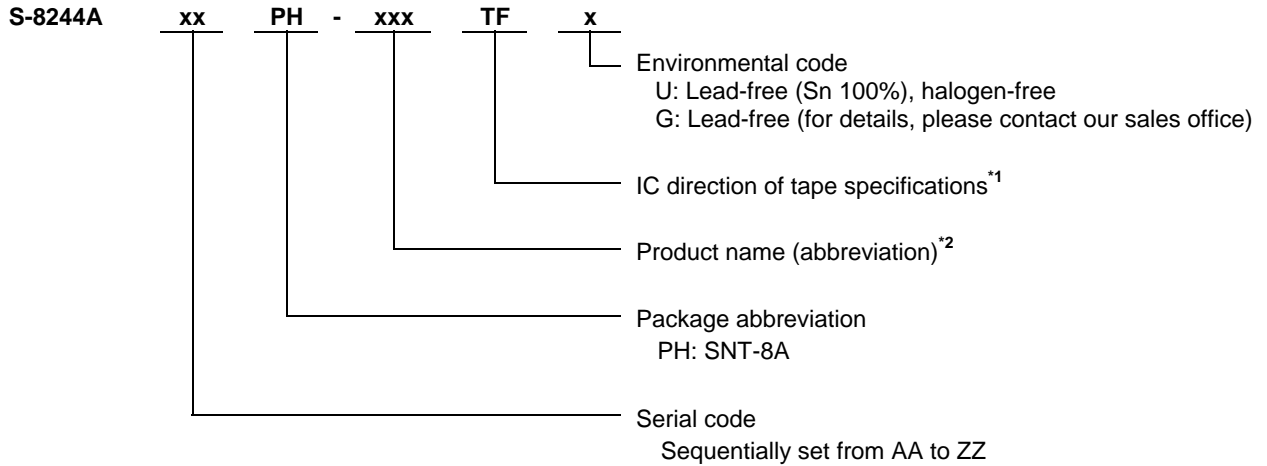 S-8244A xx PH - xxx TF x
Environmental code
U: Lead-free (Sn 100%), halogen-free
G: Lead-free (for details, please contact our sales office)
IC direction of tape specifications*1
Product name (abbreviation)*2
Package abbreviation
PH: SNT-8A
Serial code
Sequentially set from AA to ZZ